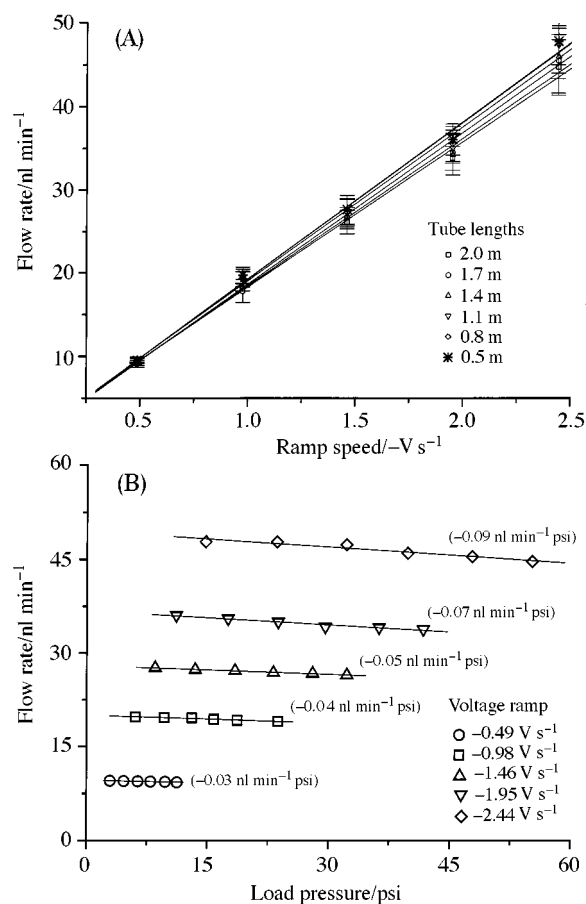 (A)
50
40
30
20
10
Flow rate/nl min⁻¹
Tube lengths
2.0 m
1.7 m
1.4 m
1.1 m
0.8 m
0.5 m
0.5
1.0
1.5
2.0
2.5
Ramp speed/–V s⁻¹
(B)
60
45
30
15
0
Flow rate/nl min⁻¹
(–0.09 nl min⁻¹ psi)
(–0.07 nl min⁻¹ psi)
(–0.05 nl min⁻¹ psi)
(–0.04 nl min⁻¹ psi)
(–0.03 nl min⁻¹ psi)
Voltage ramp
–0.49 V s⁻¹
–0.98 V s⁻¹
–1.46 V s⁻¹
–1.95 V s⁻¹
–2.44 V s⁻¹
0
15
30
45
60
Load pressure/psi